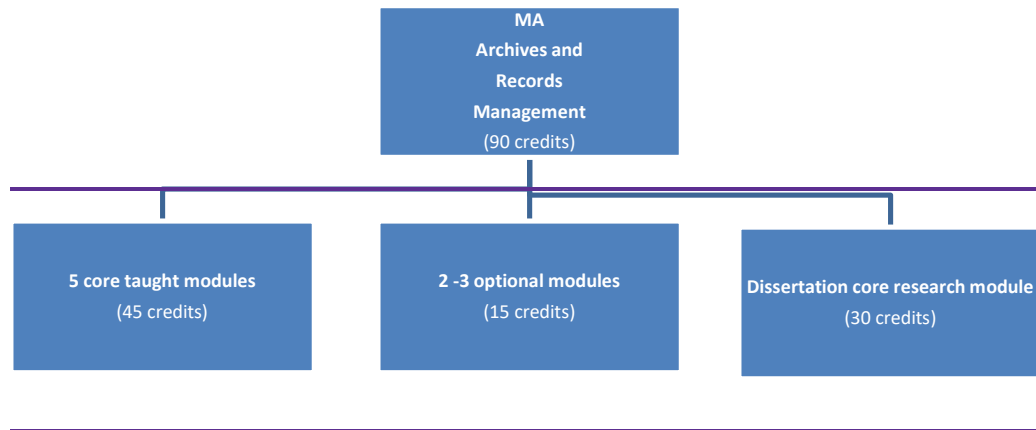 MA
Archives and
Records
Management
(90 credits)
5 core taught modules
(45 credits)
2 -3 optional modules
(15 credits)
Dissertation core research module
(30 credits)